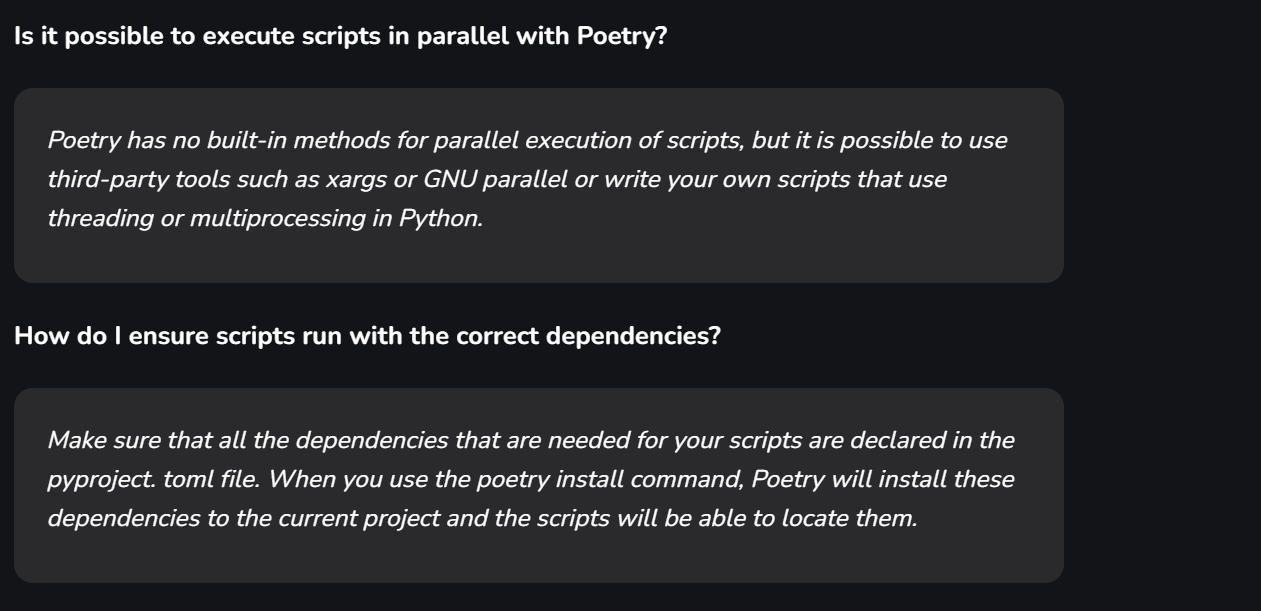 Is it possible to execute scripts in parallel with Poetry?
Poetry has no built-in methods for parallel execution of scripts, but it is possible to use
third-party tools such as xargs or GNU parallel or write your own scripts that use
threading or multiprocessing in Python.
How do I ensure scripts run with the correct dependencies?
Make sure that all the dependencies that are needed for your scripts are declared in the
pyproject. toml file. When you use the poetry install command, Poetry will install these
dependencies to the current project and the scripts will be able to locate them.